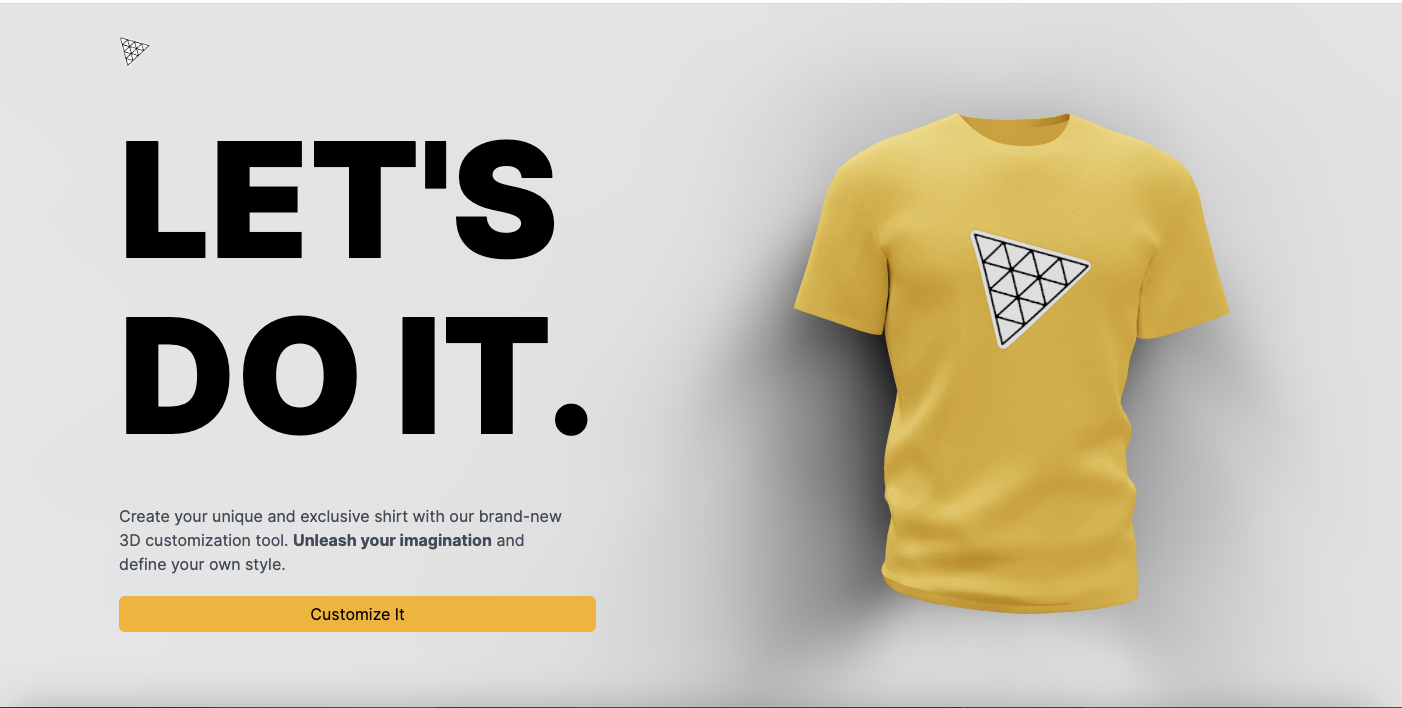 LET'S
DO IT.
Create your unique and exclusive shirt with our brand-new
3D customization tool. Unleash your imagination and
define your own style.
Customize It